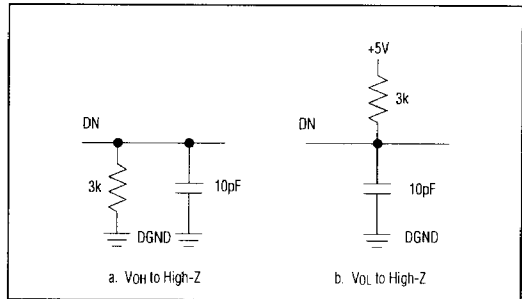 +5V
3k
DN
DN
3k
10pF
10pF
DGND
DGND
a. VOH to High-Z
b. VOL to High-Z